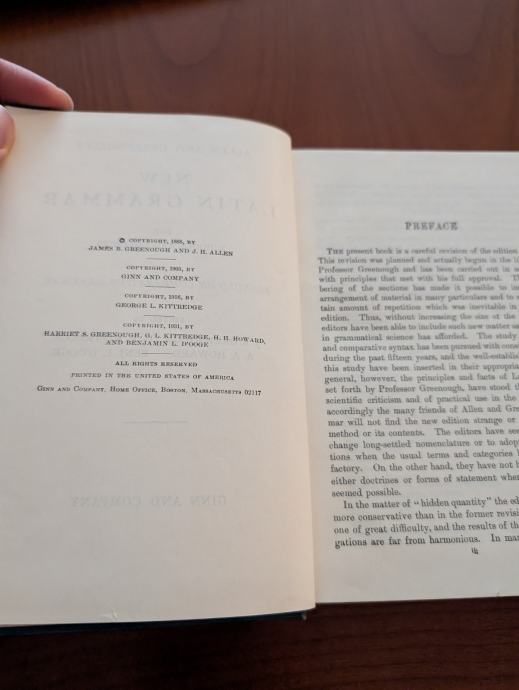 © COPYRIGHT, 1888, BY
JAMES B. GREENOUGH AND J. H. ALLEN
COPYRIGHT, 1903, BY
GINN AND COMPANY
COPYRIGHT, 1916, BY
GEORGE L. KITTREDGE
COPYRIGHT, 1931, BY
HARRIET S. GREENOUGH, G. L. KITTREDGE, H. H. HOWARD,
AND BENJAMIN L. D'OOGE
ALL RIGHTS RESERVED
PRINTED IN THE UNITED STATES OF AMERICA
GINN AND COMPANY, HOME OFFICE, BOSTON, MASSACHUSETTS 02117
PREFACE
THE present book is a careful revision of the edition
This revision was planned and actually begun in the
Professor Greenough and has been carried out in
with principles that met with his full approval.
bering of the sections has made it possible to
arrangement of material in many particulars and to
tain amount of repetition which was inevitable in
edition. Thus, without increasing the size of the
editors have been able to include such new matter
in grammatical science has afforded. The study
and comparative syntax has been pursued with
during the past fifteen years, and the
this study have been inserted in their
general, however, the principles and facts of
set forth by Professor Greenough, have stood
scientific criticism and of practical use in the
accordingly the many friends of Allen and
mar will not find the new edition strange or
method or its contents. The editors have
change long-settled nomenclature or to
tions when the usual terms and categories
factory. On the other hand, they have not
either doctrines or forms of statement
seemed possible.
In the matter of "hidden quantity" the
more conservative than in the former
one of great difficulty, and the results of
gations are far from harmonious. In
iii